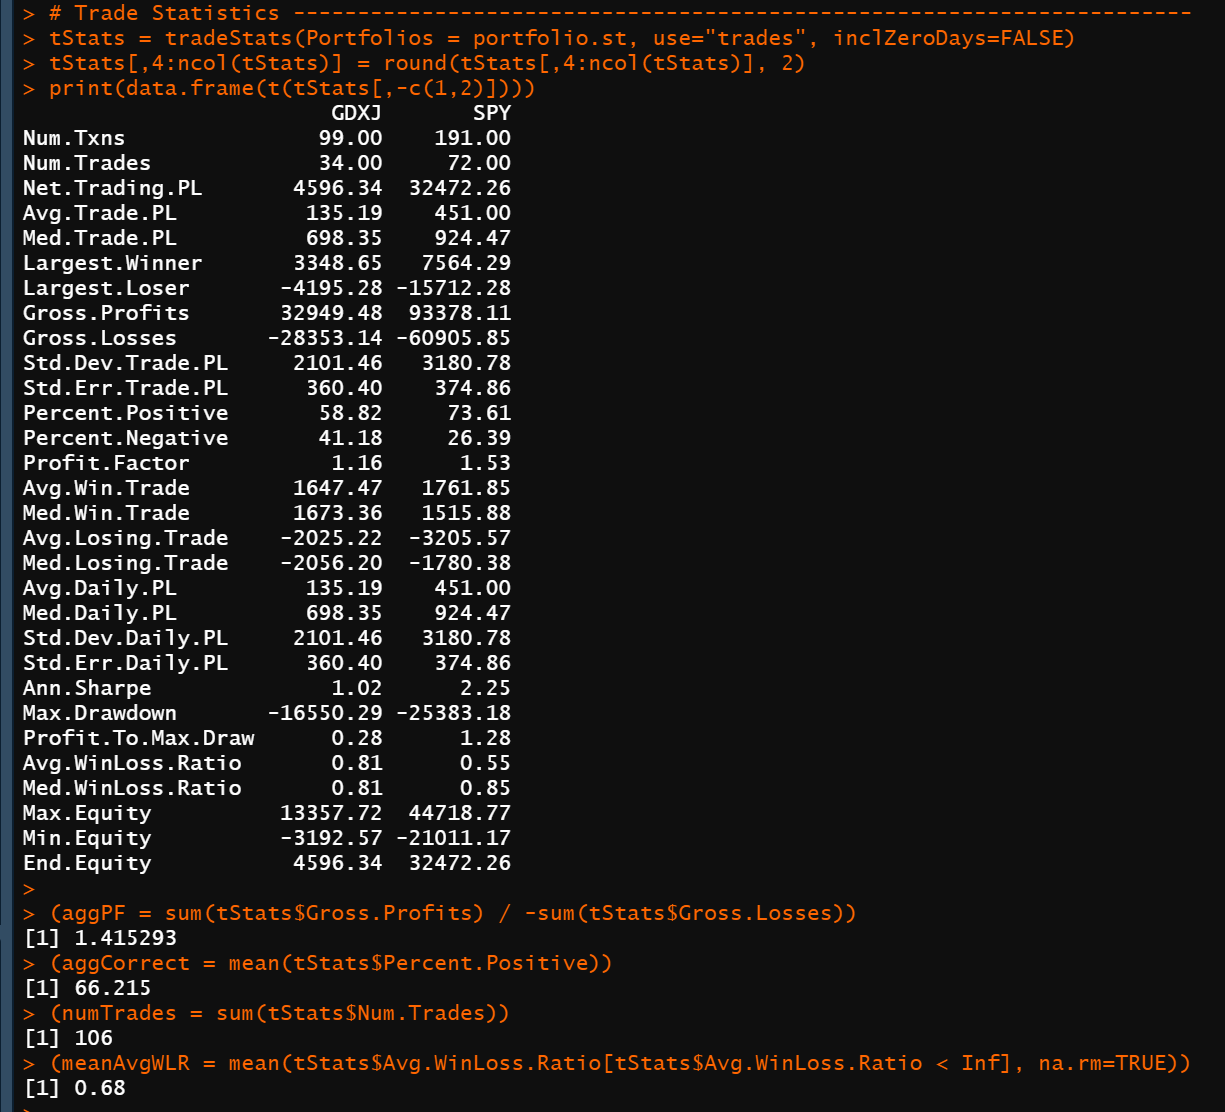 > # Trade Statistics ----------------------------------------------------------------------
> tStats = tradeStats(Portfolios = portfolio.st, use="trades", inclZeroDays=FALSE)
> tStats[,4:ncol(tStats)] = round(tStats[,4:ncol(tStats)], 2)
> print(data.frame(t(tStats[,-c(1,2)])))
GDXJ SPY
Num.Txns 99.00 191.00
Num.Trades 34.00 72.00
Net.Trading.PL 4596.34 32472.26
Avg.Trade.PL 135.19 451.00
Med.Trade.PL 698.35 924.47
Largest.Winner 3348.65 7564.29
Largest.Loser -4195.28 -15712.28
Gross.Profits 32949.48 93378.11
Gross.Losses -28353.14 -60905.85
Std.Dev.Trade.PL 2101.46 3180.78
Std.Err.Trade.PL 360.40 374.86
Percent.Positive 58.82 73.61
Percent.Negative 41.18 26.39
Profit.Factor 1.16 1.53
Avg.Win.Trade 1647.47 1761.85
Med.Win.Trade 1673.36 1515.88
Avg.Losing.Trade -2025.22 -3205.57
Med.Losing.Trade -2056.20 -1780.38
Avg.Daily.PL 135.19 451.00
Med.Daily.PL 698.35 924.47
Std.Dev.Daily.PL 2101.46 3180.78
Std.Err.Daily.PL 360.40 374.86
Ann.Sharpe 1.02 2.25
Max.Drawdown -16550.29 -25383.18
Profit.To.Max.Draw 0.28 1.28
Avg.WinLoss.Ratio 0.81 0.55
Med.WinLoss.Ratio 0.81 0.85
Max.Equity 13357.72 44718.77
Min.Equity -3192.57 -21011.17
End.Equity 4596.34 32472.26
>
> (aggPF = sum(tStats$Gross.Profits) / -sum(tStats$Gross.Losses))
[1] 1.415293
> (aggCorrect = mean(tStats$Percent.Positive))
[1] 66.215
> (numTrades = sum(tStats$Num.Trades))
[1] 106
> (meanAvgWLR = mean(tStats$Avg.WinLoss.Ratio[tStats$Avg.WinLoss.Ratio < Inf], na.rm=TRUE))
[1] 0.68